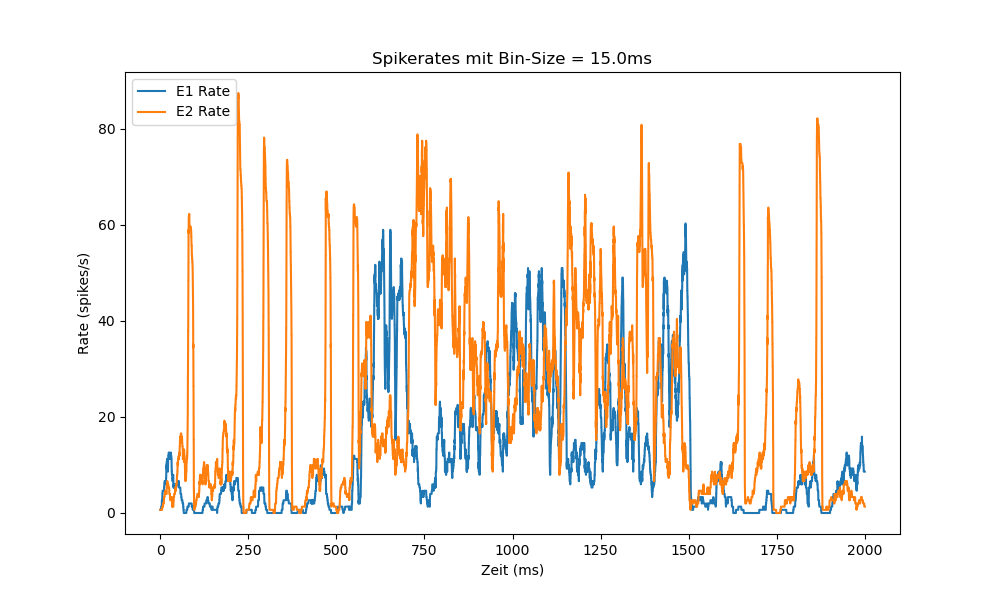 Spikerates mit Bin-Size = 15.0ms
E1 Rate
E2 Rate
80
60
40
20
0
Rate (spikes/s)
0 250 500 750 1000 1250 1500 1750 2000
Zeit (ms)